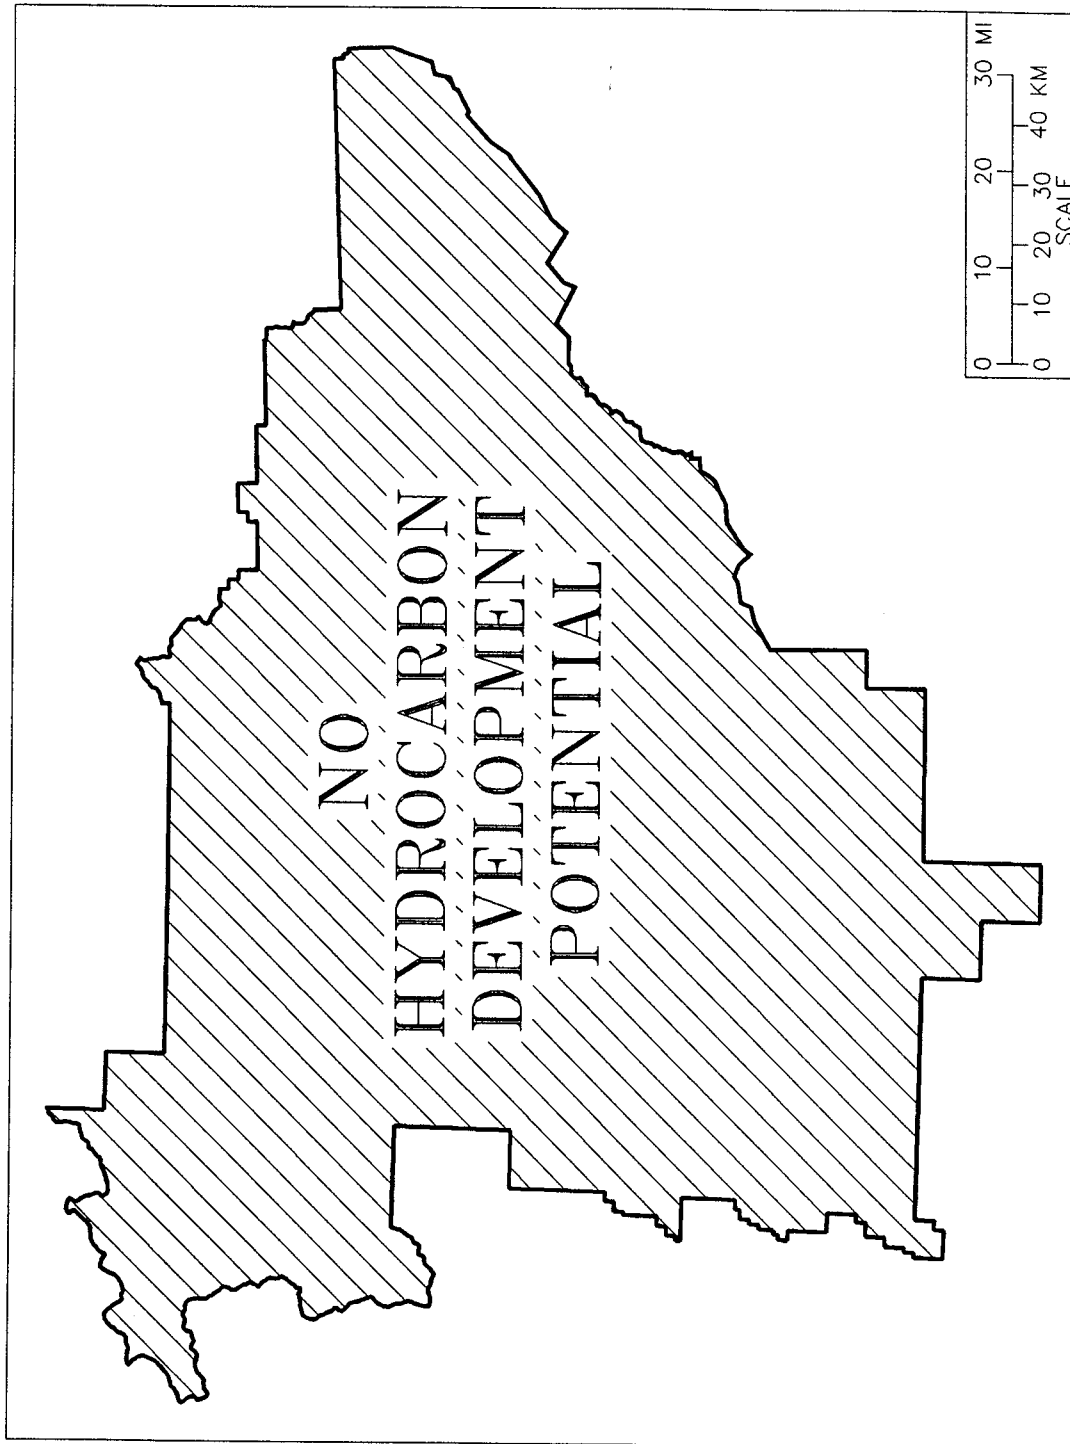 NO
HYDROCARBON
DEVELOPMENT
POTENTIAL
0 10 20 30 MI
0 10 20 30 40 KM
SCALE